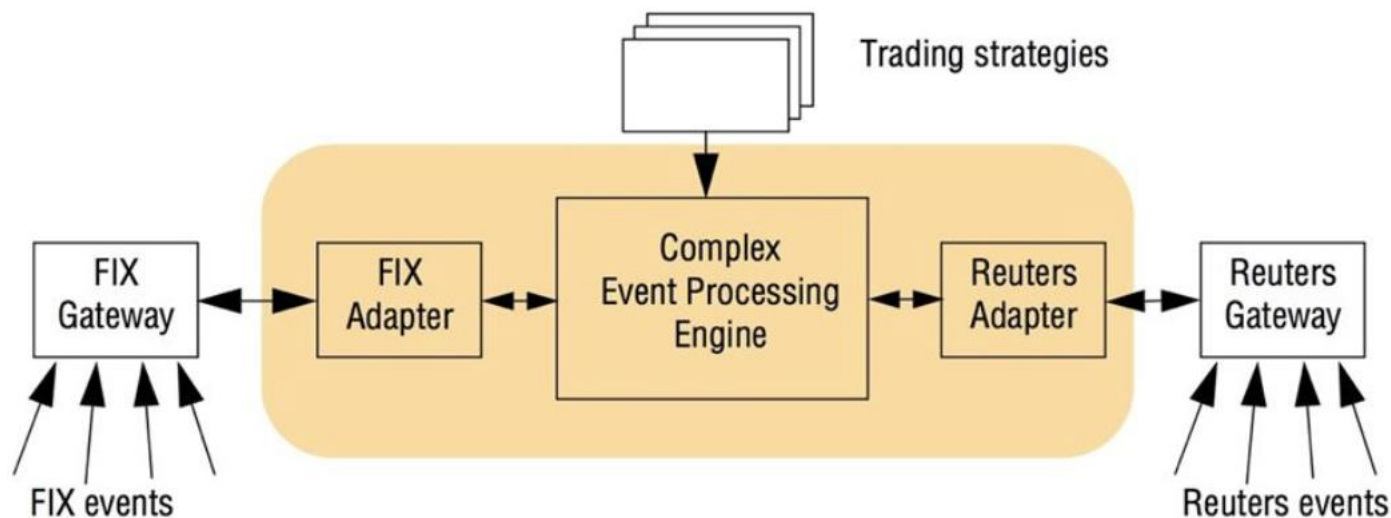 Trading strategies
FIX
Gateway
FIX
Adapter
Complex
Event Processing
Engine
Reuters
Adapter
Reuters
Gateway
FIX events
Reuters events